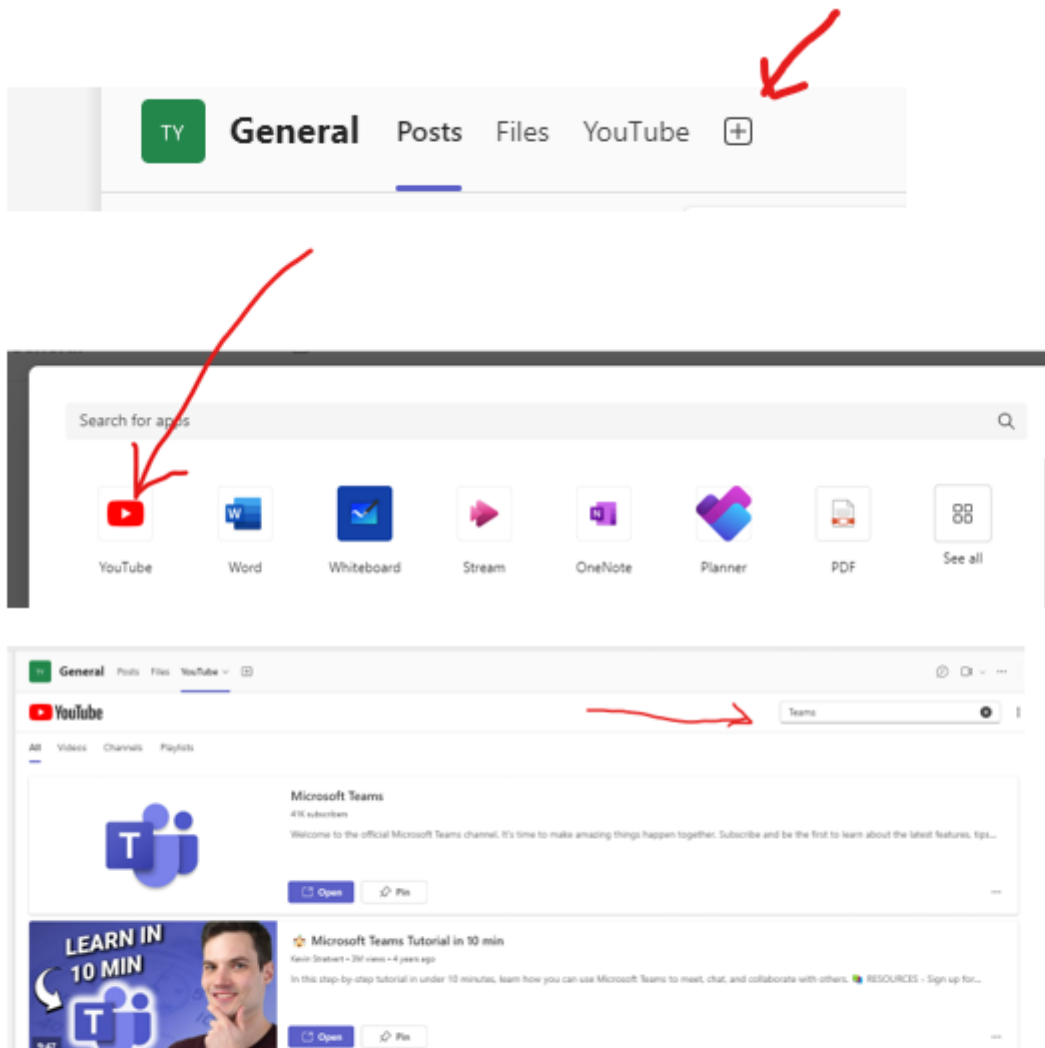 TY General Posts Files YouTube
Search for apps
YouTube Word Whiteboard Stream OneNote Planner PDF See all
General Posts Files YouTube
YouTube
Teams
All Videos Channels Playlists
Microsoft Teams
41K subscribers
Welcome to the official Microsoft Teams channel. It's time to make amazing things happen together. Subscribe and be the first to learn about the latest features, tips...
Open Pin
LEARN IN
10 MIN
T
Microsoft Teams Tutorial in 10 min
Kevin Stratvert • 3M views • 4 years ago
In this step-by-step tutorial in under 10 minutes, learn how you can use Microsoft Teams to meet, chat, and collaborate with others. 📚 RESOURCES - Sign up for...
Open Pin